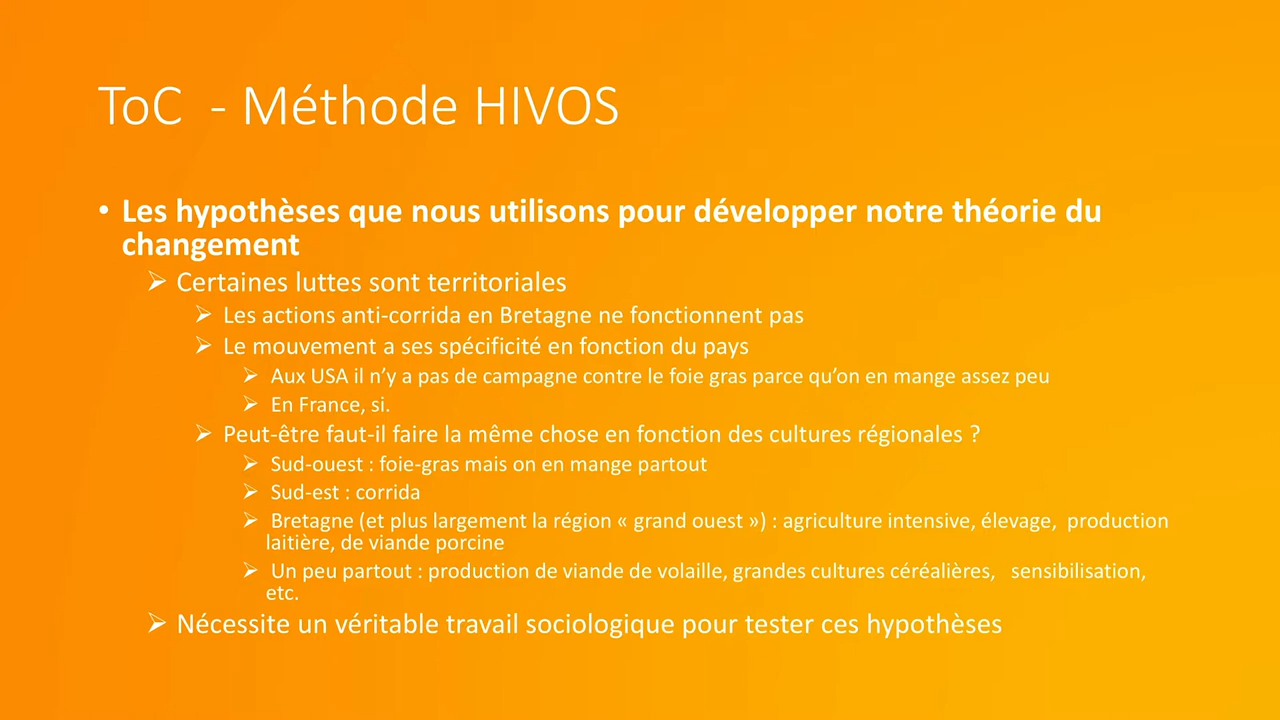 ToC - Méthode HIVOS
• Les hypothèses que nous utilisons pour développer notre théorie du
changement
➢ Certaines luttes sont territoriales
➢ Les actions anti-corrida en Bretagne ne fonctionnent pas
➢ Le mouvement a ses spécificité en fonction du pays
➢ Aux USA il n’y a pas de campagne contre le foie gras parce qu’on en mange assez peu
➢ En France, si.
➢ Peut-être faut-il faire la même chose en fonction des cultures régionales ?
➢ Sud-ouest : foie-gras mais on en mange partout
➢ Sud-est : corrida
➢ Bretagne (et plus largement la région « grand ouest ») : agriculture intensive, élevage, production
laitière, de viande porcine
➢ Un peu partout : production de viande de volaille, grandes cultures céréalières, sensibilisation,
etc.
➢ Nécessite un véritable travail sociologique pour tester ces hypothèses